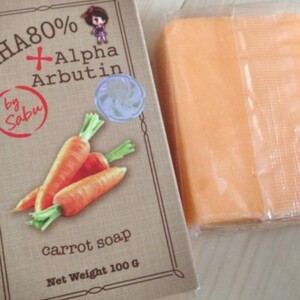 HA80%
+Alpha
Arbutin
by
Sabu
carrot soap
Net Weight 100 G